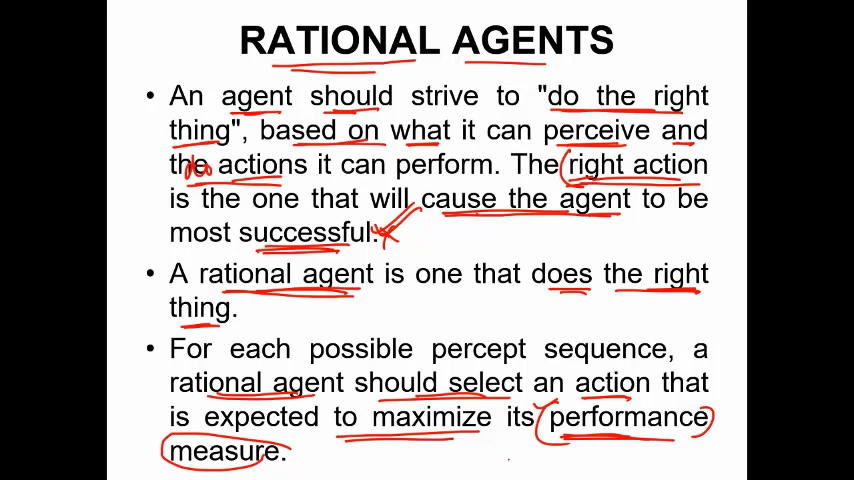 RATIONAL AGENTS
• An agent should strive to "do the right
thing", based on what it can perceive and
the actions it can perform. The right action
is the one that will cause the agent to be
most successful.
• A rational agent is one that does the right
thing.
• For each possible percept sequence, a
rational agent should select an action that
is expected to maximize its performance
measure.